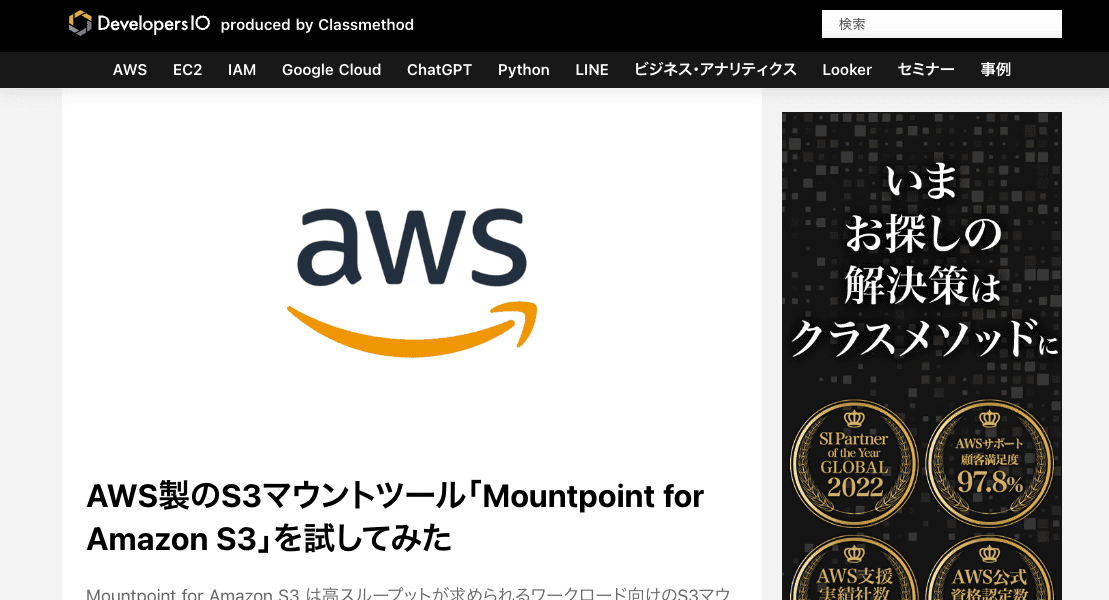 DevelopersIO produced by Classmethod
検索
AWS EC2 IAM Google Cloud ChatGPT Python LINE ビジネス・アナリティクス Looker セミナー 事例
aws
AWS製のS3マウントツール「Mountpoint for
Amazon S3」を試してみた
Mountpoint for Amazon S3 は高スループットが求められるワークロード向けのS3マウ
いま
お探しの
解決策は
クラスメソッドに
SI Partner
of the Year
GLOBAL
2022
AWSサポート
顧客満足度
97.8%
AWS支援
実績社数
AWS公式
資格認定数